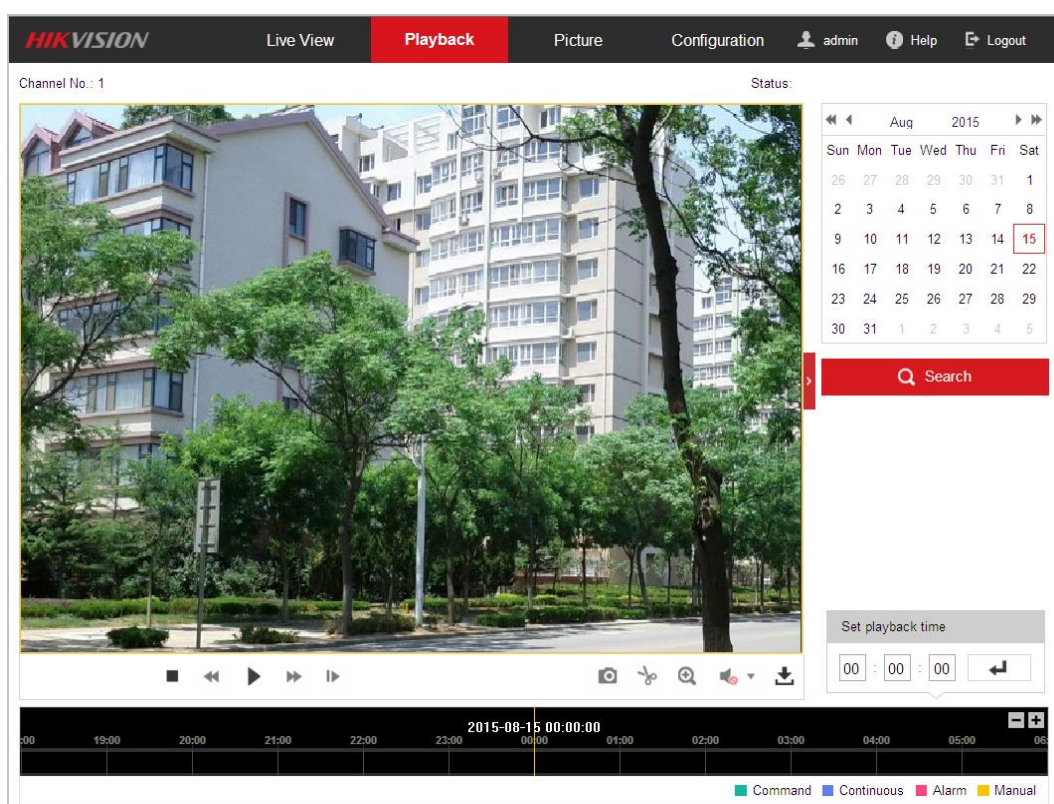 HIKVISION Live View Playback Picture Configuration admin Help Logout
Channel No.: 1 Status:
Aug 2015
Sun Mon Tue Wed Thu Fri Sat
26 27 28 29 30 31 1
2 3 4 5 6 7 8
9 10 11 12 13 14 15
16 17 18 19 20 21 22
23 24 25 26 27 28 29
30 31 1 2 3 4 5
Search
Set playback time
00 : 00 : 00
2015-08-15 00:00:00
:00 19:00 20:00 21:00 22:00 23:00 00:00 01:00 02:00 03:00 04:00 05:00 06:
Command Continuous Alarm Manual